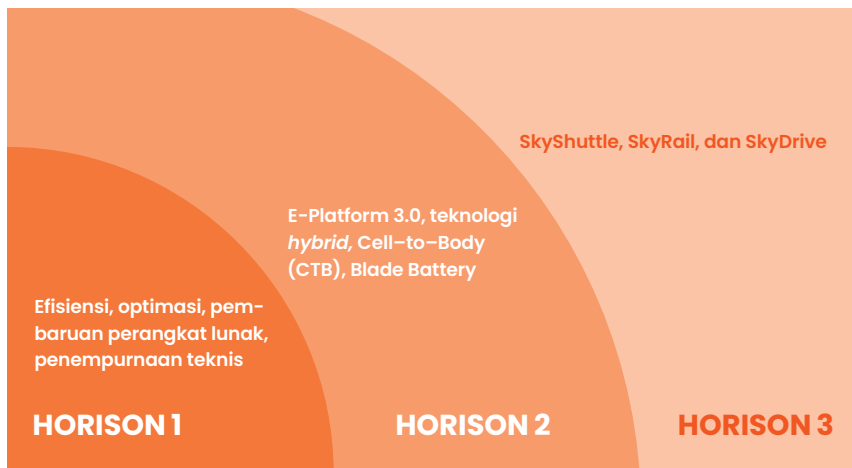 SkyShuttle, SkyRail, dan SkyDrive
E-Platform 3.0, teknologi
hybrid, Cell–to–Body
(CTB), Blade Battery
Efisiensi, optimasi, pem-
baruan perangkat lunak,
penempurnaan teknis
HORISON 1
HORISON 2
HORISON 3